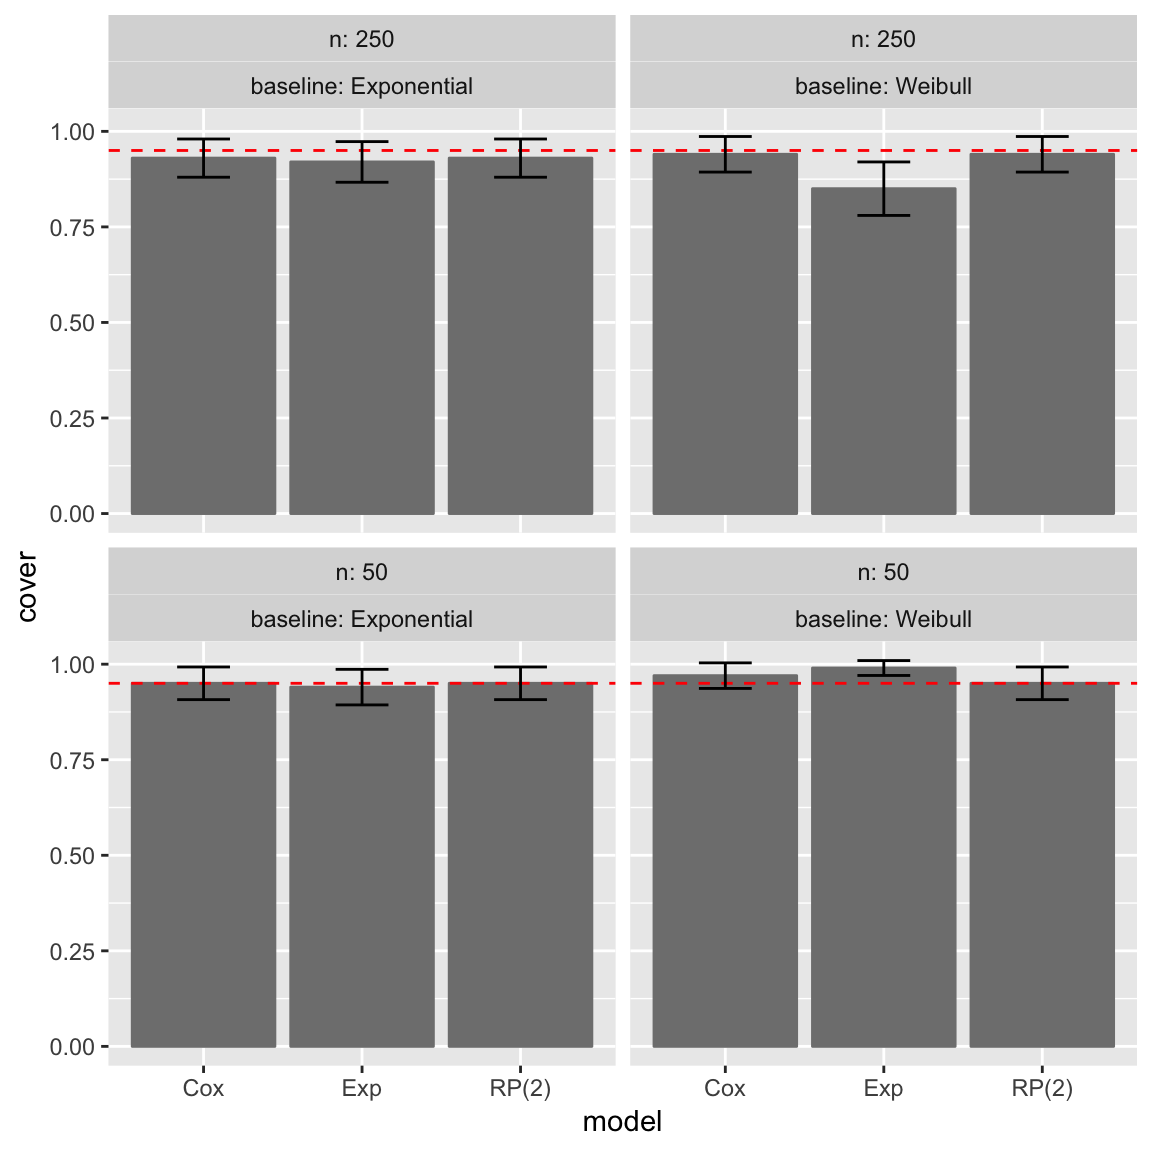 n: 250
n: 250
baseline: Exponential
baseline: Weibull
1.00
0.75
0.50
0.25
0.00
n: 50
n: 50
baseline: Exponential
baseline: Weibull
1.00
0.75
0.50
0.25
0.00
cover
Cox Exp RP(2)
Cox Exp RP(2)
model